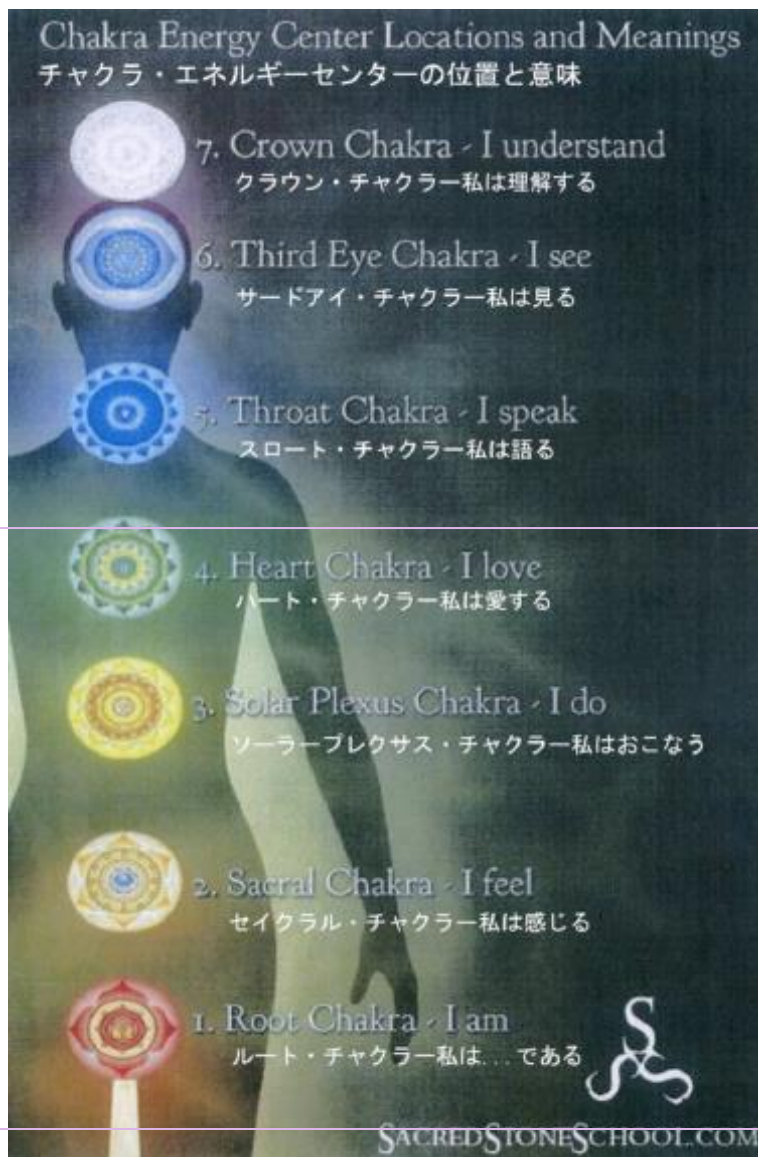 Chakra Energy Center Locations and Meanings
チャクラ・エネルギーセンターの位置と意味
7. Crown Chakra - I understand
クラウン・チャクラー私は理解する
6. Third Eye Chakra - I see
サードアイ・チャクラー私は見る
5. Throat Chakra - I speak
スロート・チャクラー私は語る
4. Heart Chakra - I love
ハート・チャクラー私は愛する
3. Solar Plexus Chakra - I do
ソーラープレクサス・チャクラー私はおこなう
2. Sacral Chakra - I feel
セイクラル・チャクラー私は感じる
1. Root Chakra - I am
ルート・チャクラー私は...である
SACREDSTONESCHOOL.COM